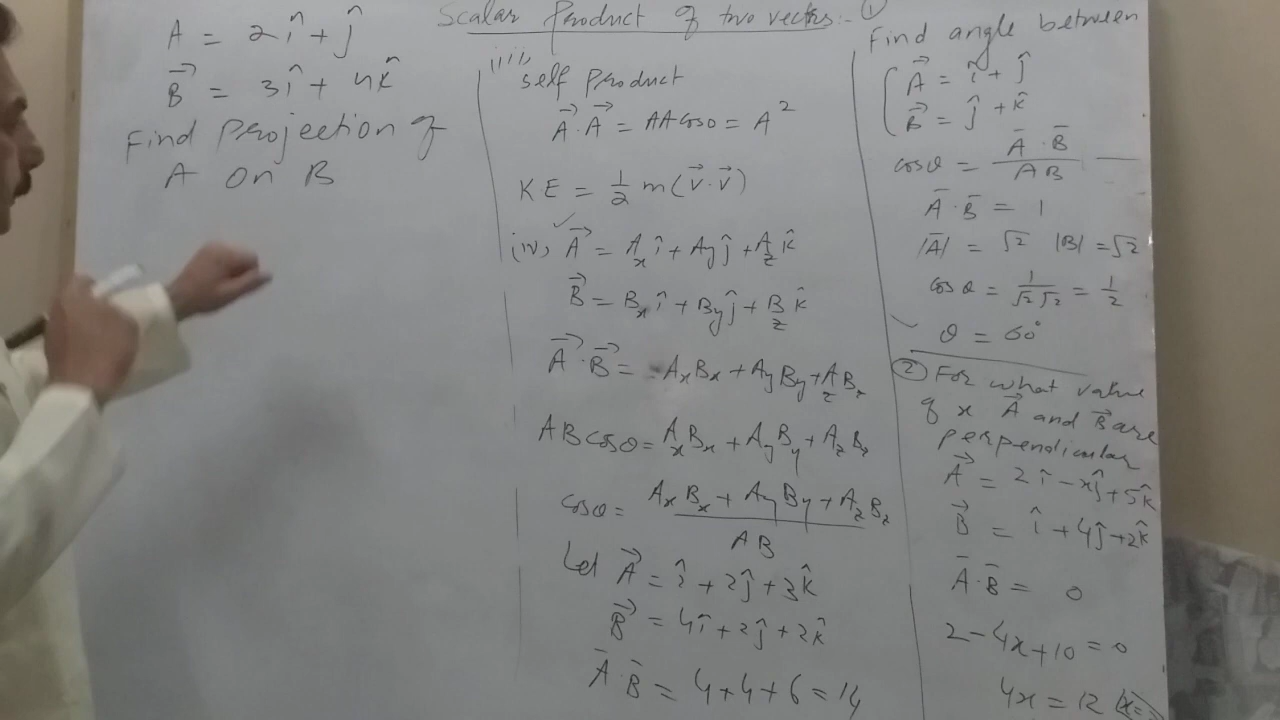 Scalar Product of two vectors:-
A = 2î + ĵ
B⃗ = 3î + 4k̂
Find Projection of
A on B
iii,
self Product
A⃗·A⃗ = AA cos0 = A²
KE = 1/2 m(v⃗·v⃗)
(iv) A⃗ = Axî + Ayĵ + Azk̂
B⃗ = Bxî + Byĵ + Bzk̂
A⃗·B⃗ = AxBx + AyBy + AzBz
ABcosθ = AxBx + AyBy + AzBz
cosθ = AxBx + AyBy + AzBz / AB
Let A⃗ = î + 2ĵ + 3k̂
B⃗ = 4î + 2ĵ + 2k̂
A̅·B̅ = 4+4+6 = 14
①
Find angle between
A⃗ = î + ĵ
B⃗ = ĵ + k̂
cosθ = A̅·B̅ / AB
A̅·B̅ = 1
|A̅| = √2 |B| = √2
cosθ = 1/√2√2 = 1/2
θ = 60°
② For what value
of x A⃗ and B⃗ are
perpendicular
A⃗ = 2î - xĵ + 5k̂
B⃗ = î + 4ĵ + 2k̂
A̅·B̅ = 0
2-4x+10 = 0
4x = 12 x=